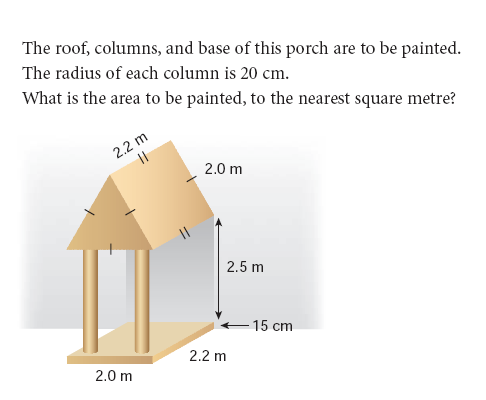 The roof, columns, and base of this porch are to be painted.
The radius of each column is 20 cm.
What is the area to be painted, to the nearest square metre?
2.2 m
2.0 m
2.5 m
15 cm
2.2 m
2.0 m